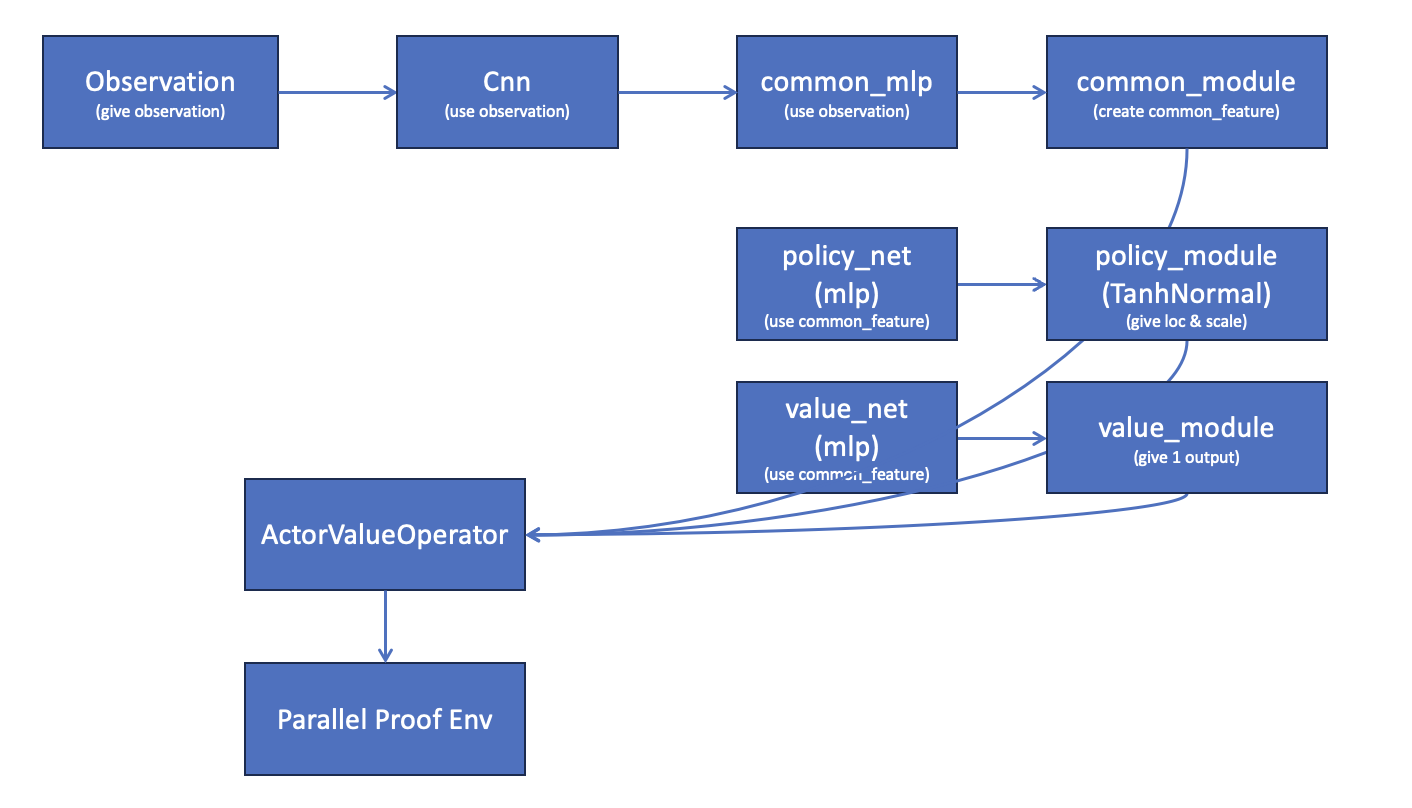 Observation
(give observation)
Cnn
(use observation)
common_mlp
(use observation)
common_module
(create common_feature)
policy_net
(mlp)
(use common_feature)
policy_module
(TanhNormal)
(give loc & scale)
value_net
(mlp)
(use common_feature)
value_module
(give 1 output)
ActorValueOperator
Parallel Proof Env